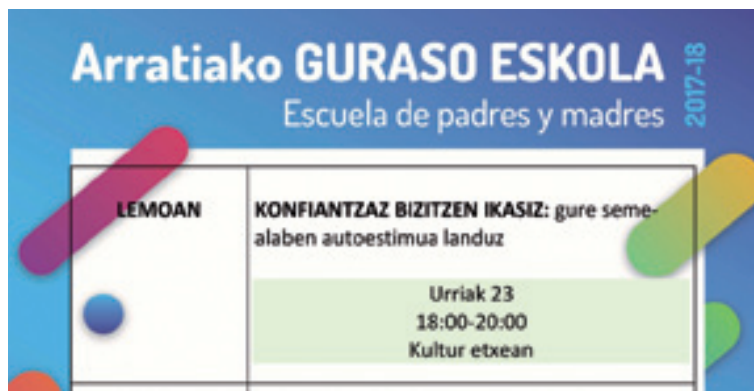 Arratiako GURASO ESKOLA
Escuela de padres y madres
2017-18
LEMOAN
KONFIANTZAZ BIZITZEN IKASIZ: gure seme-
alaben autoestimua landuz
Urriak 23
18:00-20:00
Kultur etxean